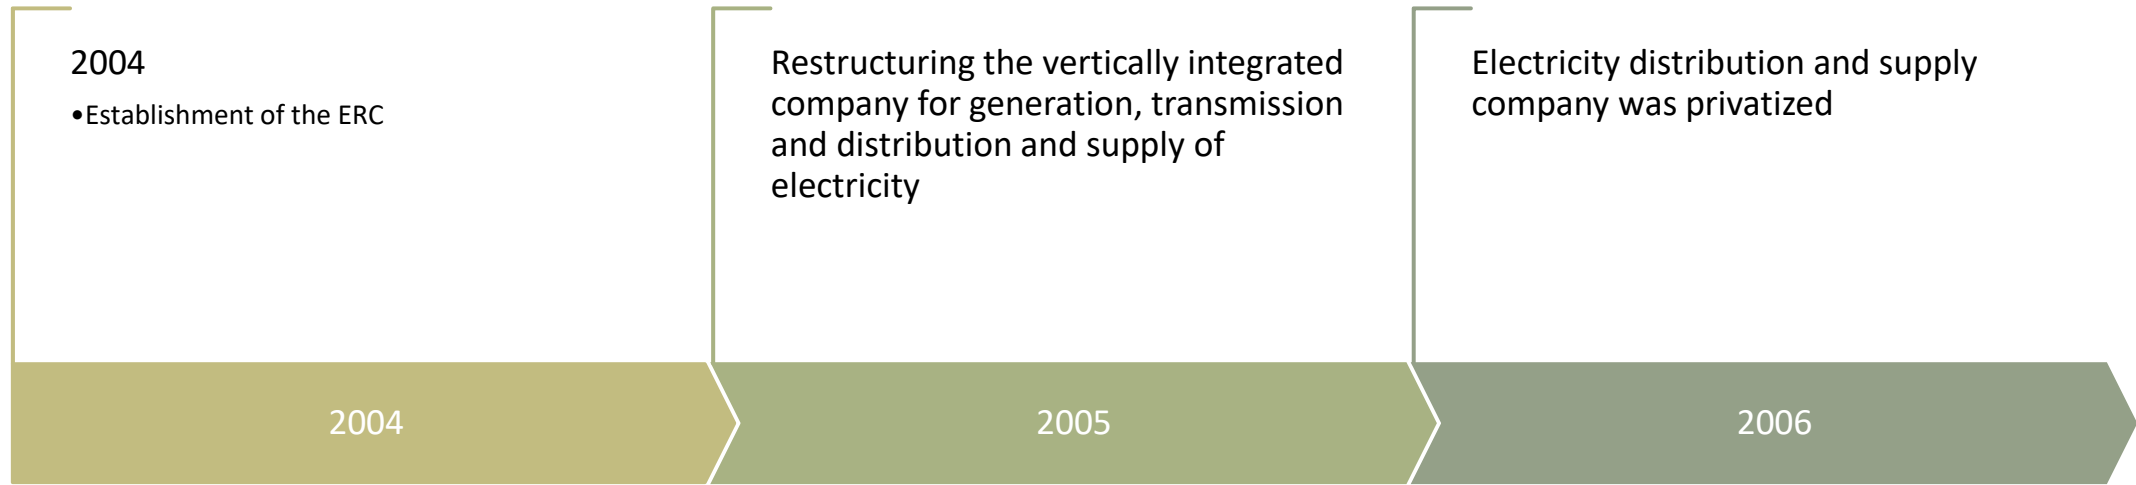 2004
•Establishment of the ERC
Restructuring the vertically integrated
company for generation, transmission
and distribution and supply of
electricity
Electricity distribution and supply
company was privatized
2004
2005
2006